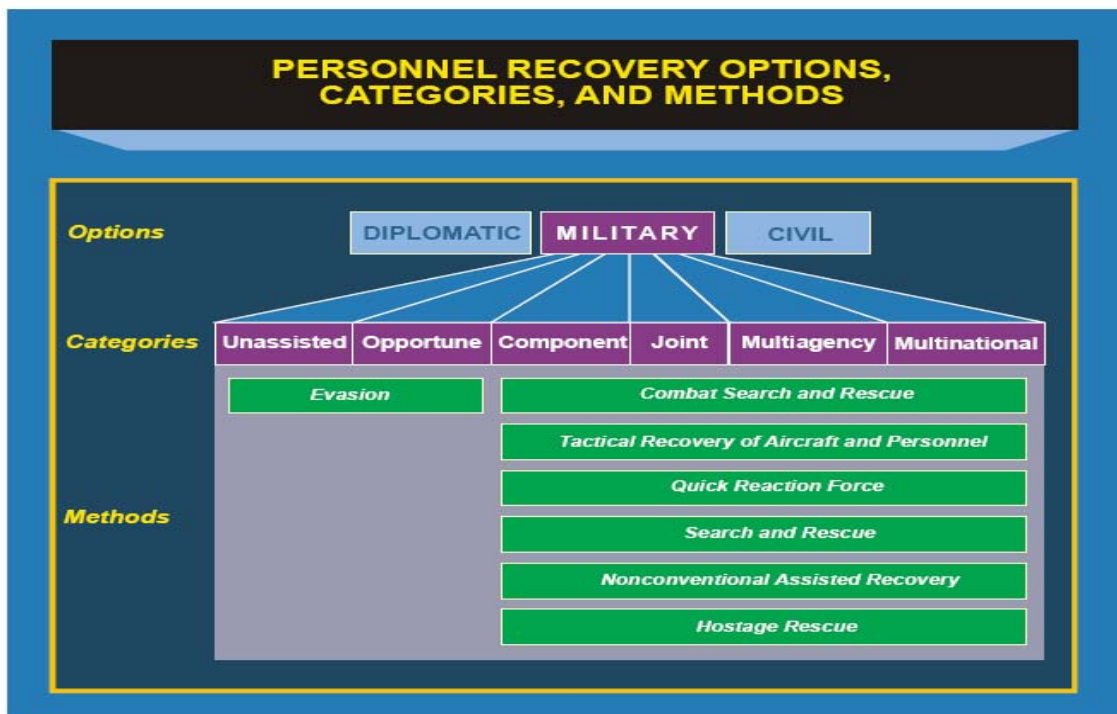 PERSONNEL RECOVERY OPTIONS,
CATEGORIES, AND METHODS
Options
DIPLOMATIC
MILITARY
CIVIL
Categories
Unassisted
Opportune
Component
Joint
Multiagency
Multinational
Evasion
Combat Search and Rescue
Tactical Recovery of Aircraft and Personnel
Quick Reaction Force
Methods
Search and Rescue
Nonconventional Assisted Recovery
Hostage Rescue